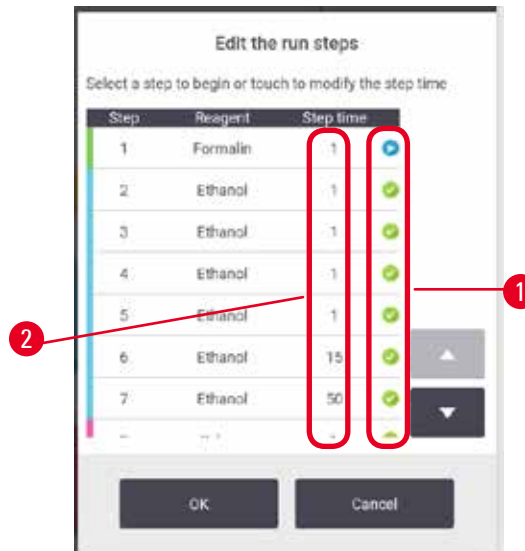 Edit the run steps
Select a step to begin or touch to modify the step time
Step Reagent Step time
1 Formalin 1
2 Ethanol 1
3 Ethanol 1
4 Ethanol 1
5 Ethanol 1
6 Ethanol 15
7 Ethanol 50
1
2
OK Cancel